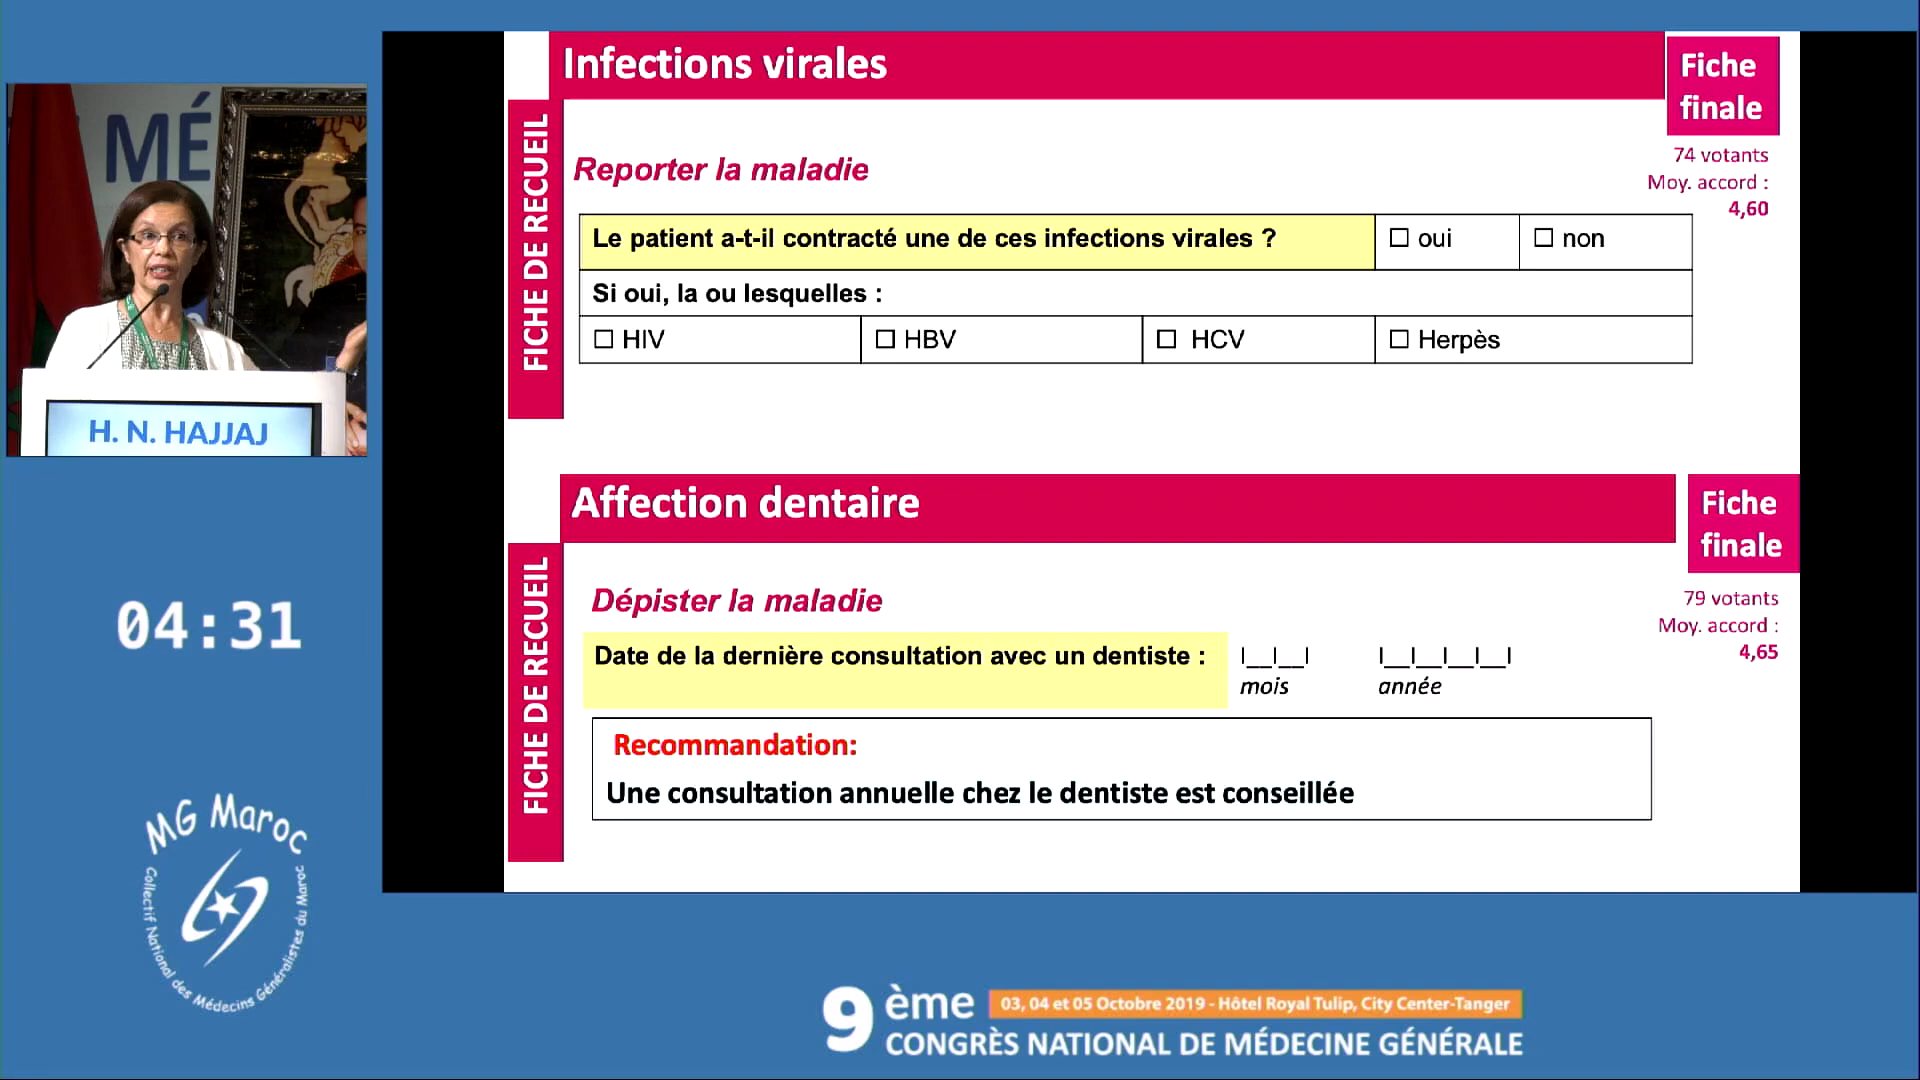 MÉ
H. N. HAJJAJ
04:31
MG Maroc
Collectif National des Médecins Généralistes du Maroc
Infections virales
Fiche
finale
FICHE DE RECUEIL
Reporter la maladie
74 votants
Moy. accord :
4,60
Le patient a-t-il contracté une de ces infections virales ? ☐ oui ☐ non
Si oui, la ou lesquelles :
☐ HIV ☐ HBV ☐ HCV ☐ Herpès
Affection dentaire
Fiche
finale
FICHE DE RECUEIL
Dépister la maladie
79 votants
Moy. accord :
4,65
Date de la dernière consultation avec un dentiste : |__|__| |__|__|__|__|
mois année
Recommandation:
Une consultation annuelle chez le dentiste est conseillée
9ème 03, 04 et 05 Octobre 2019 - Hôtel Royal Tulip, City Center-Tanger
CONGRÈS NATIONAL DE MÉDECINE GÉNÉRALE